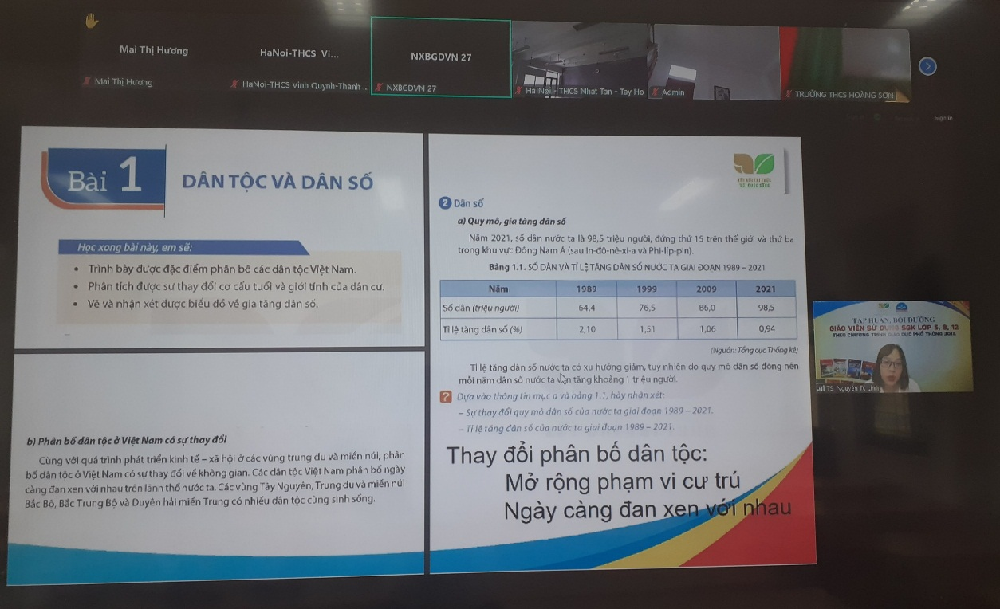 Mai Thị Hương
HaNoi-THCS Vi...
NXBGDVN 27
Mai Thị Hương
HaNoi-THCS Vinh Quynh-Thanh ...
NXBGDVN 27
Ha Noi - THCS Nhat Tan - Tay Ho
Admin
TRƯỜNG THCS HOÀNG SƠN
Sign in
Bài 1
DÂN TỘC VÀ DÂN SỐ
Học xong bài này, em sẽ:
• Trình bày được đặc điểm phân bố các dân tộc Việt Nam.
• Phân tích được sự thay đổi cơ cấu tuổi và giới tính của dân cư.
• Vẽ và nhận xét được biểu đồ về gia tăng dân số.
b) Phân bố dân tộc ở Việt Nam có sự thay đổi
Cùng với quá trình phát triển kinh tế – xã hội ở các vùng trung du và miền núi, phân
bố dân tộc ở Việt Nam có sự thay đổi về không gian. Các dân tộc Việt Nam phân bố ngày
càng đan xen với nhau trên lãnh thổ nước ta. Các vùng Tây Nguyên, Trung du và miền núi
Bắc Bộ, Bắc Trung Bộ và Duyên hải miền Trung có nhiều dân tộc cùng sinh sống.
KẾT NỐI TRI THỨC
VỚI CUỘC SỐNG
2 Dân số
a) Quy mô, gia tăng dân số
Năm 2021, số dân nước ta là 98,5 triệu người, đứng thứ 15 trên thế giới và thứ ba
trong khu vực Đông Nam Á (sau In-đô-nê-xi-a và Phi-líp-pin).
Bảng 1.1. SỐ DÂN VÀ TỈ LỆ TĂNG DÂN SỐ NƯỚC TA GIAI ĐOẠN 1989 – 2021
Năm 1989 1999 2009 2021
Số dân (triệu người) 64,4 76,5 86,0 98,5
Tỉ lệ tăng dân số (%) 2,10 1,51 1,06 0,94
(Nguồn: Tổng cục Thống kê)
Tỉ lệ tăng dân số nước ta có xu hướng giảm, tuy nhiên do quy mô dân số đông nên
mỗi năm dân số nước ta vẫn tăng khoảng 1 triệu người.
? Dựa vào thông tin mục a và bảng 1.1, hãy nhận xét:
– Sự thay đổi quy mô dân số của nước ta giai đoạn 1989 – 2021.
– Tỉ lệ tăng dân số của nước ta giai đoạn 1989 – 2021.
Thay đổi phân bố dân tộc:
Mở rộng phạm vi cư trú
Ngày càng đan xen với nhau
TẬP HUẤN, BỒI DƯỠNG
GIÁO VIÊN SỬ DỤNG SGK LỚP 5, 9, 12
THEO CHƯƠNG TRÌNH GIÁO DỤC PHỔ THÔNG 2018
TS. Nguyễn Tú